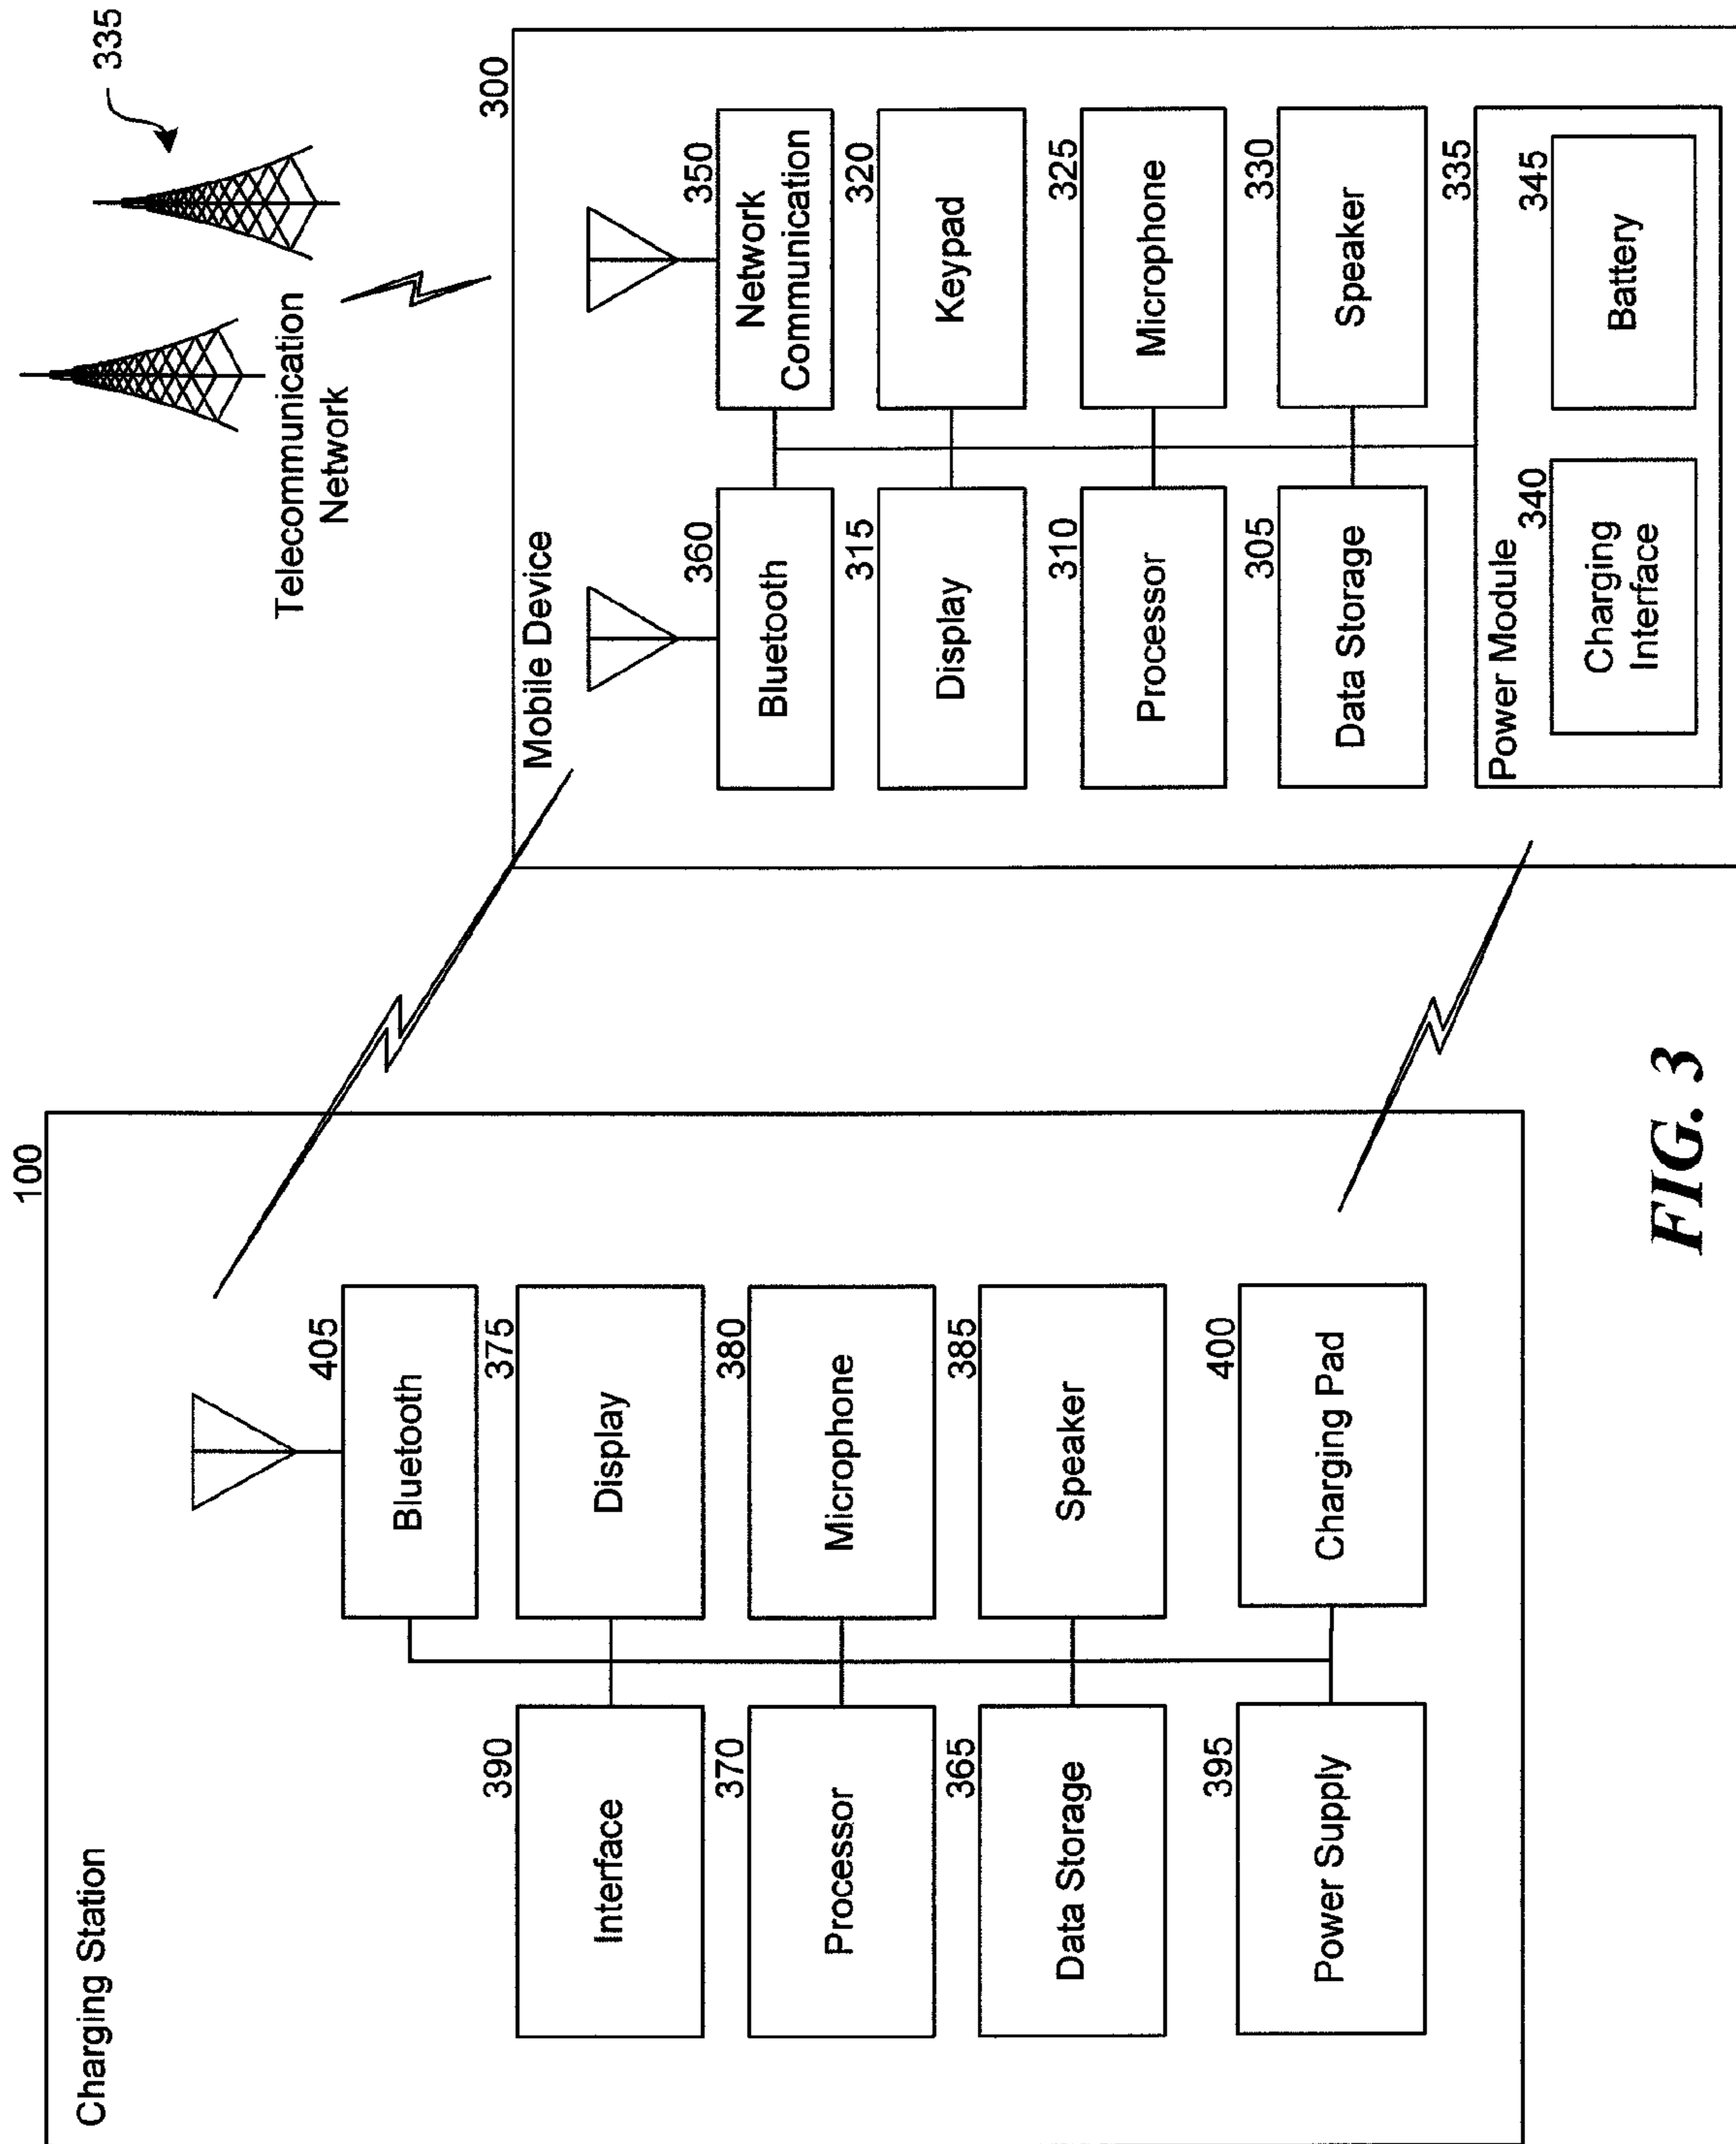 335
Telecommunication
Network
100
Charging Station
405
Bluetooth
390
Interface
375
Display
370
Processor
380
Microphone
365
Data Storage
385
Speaker
395
Power Supply
400
Charging Pad
300
Mobile Device
360
Bluetooth
350
Network
Communication
315
Display
320
Keypad
310
Processor
325
Microphone
305
Data Storage
330
Speaker
335
Power Module
340
Charging
Interface
345
Battery
FIG. 3